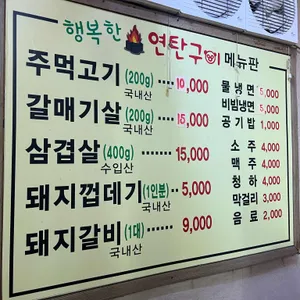 행복한 연탄구이 메뉴판
주먹고기 (200g) 국내산 ···· 10,000
갈매기살 (200g) 국내산 ···· 15,000
삼겹살 (400g) 수입산 ······· 15,000
돼지껍데기 (1인분) 국내산 ·· 5,000
돼지갈비 (1대) 국내산 ······ 9,000
물냉면 5,000
비빔냉면 5,000
공기밥 1,000
소주 4,000
맥주 4,000
청하 4,000
막걸리 3,000
음료 2,000